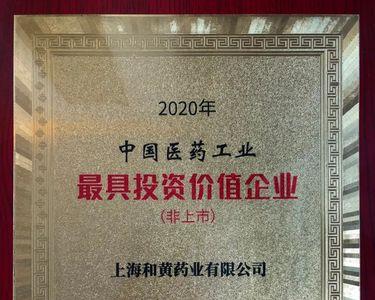 2020年
中国医药工业
最具投资价值企业
(非上市)
上海和黄药业有限公司